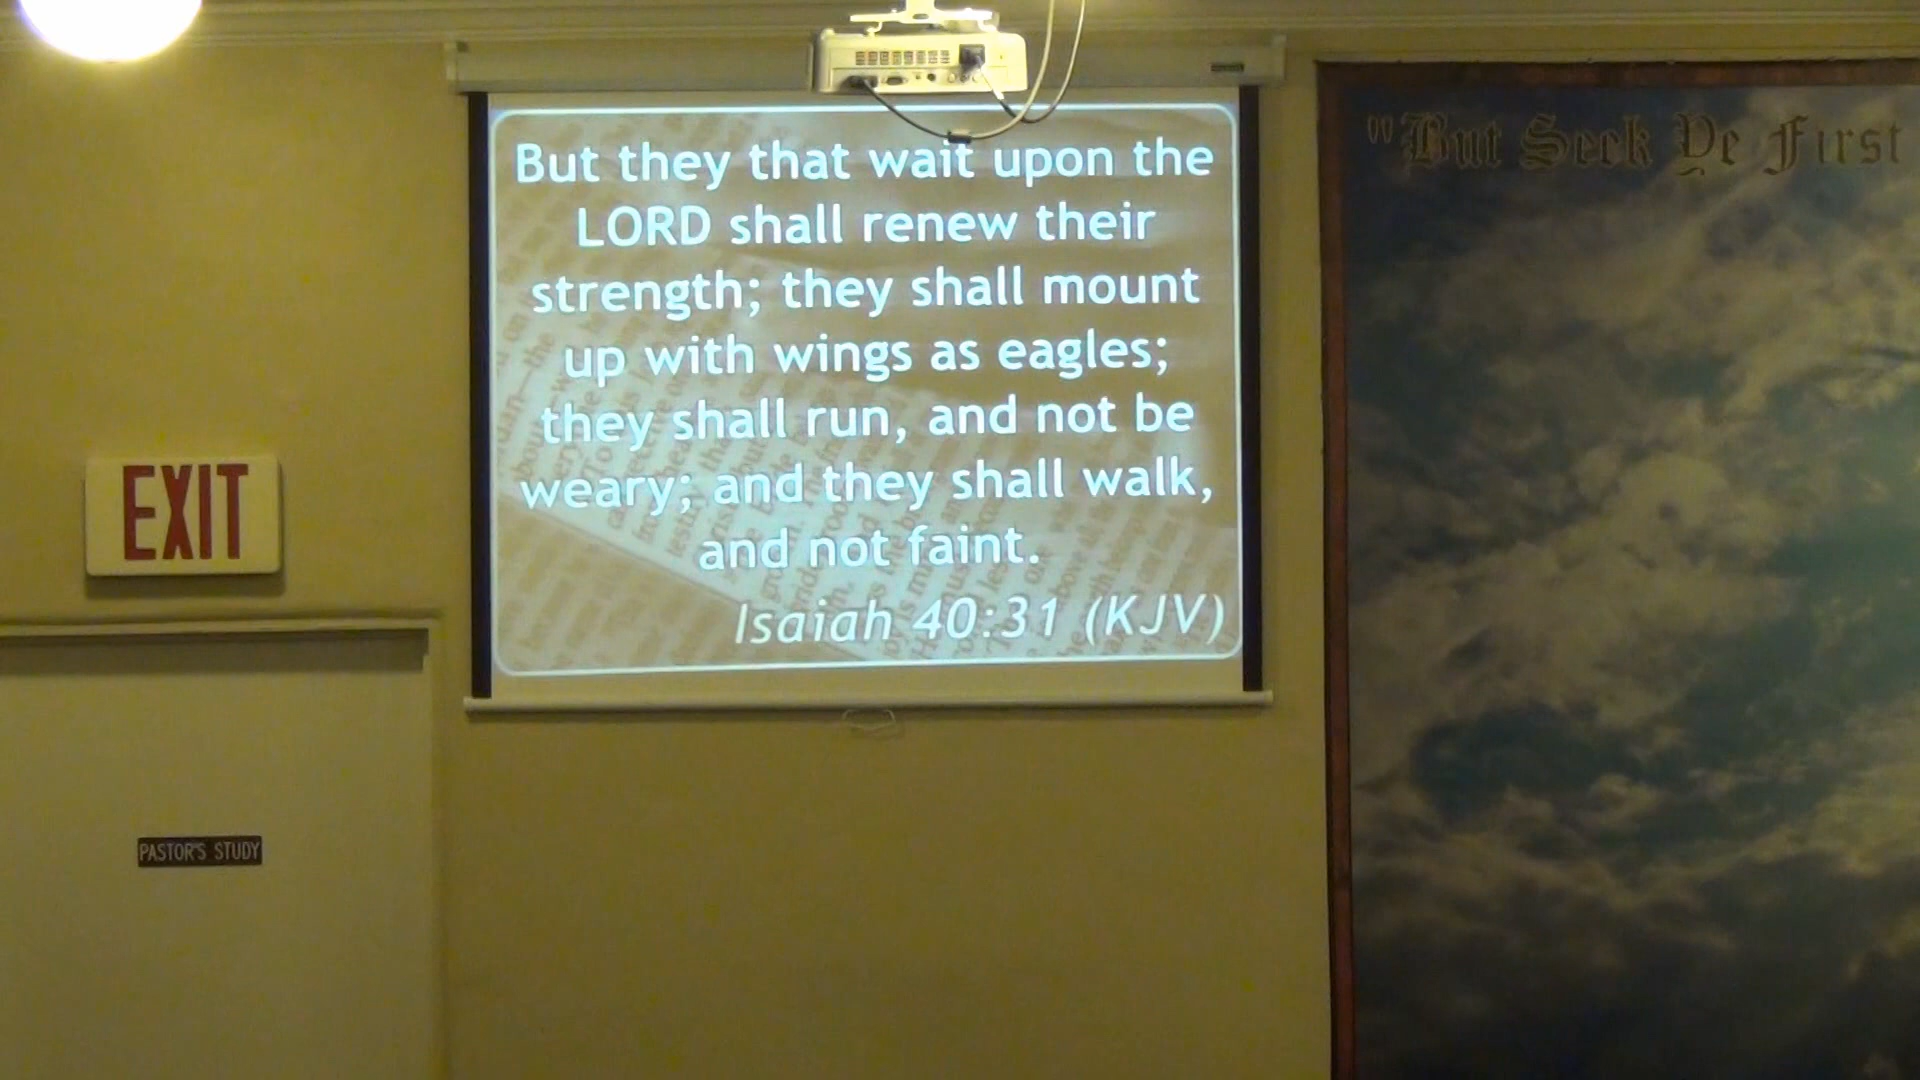 But they that wait upon the
LORD shall renew their
strength; they shall mount
up with wings as eagles;
they shall run, and not be
weary; and they shall walk,
and not faint.
Isaiah 40:31 (KJV)
"But Seek Ye First
EXIT
PASTOR'S STUDY